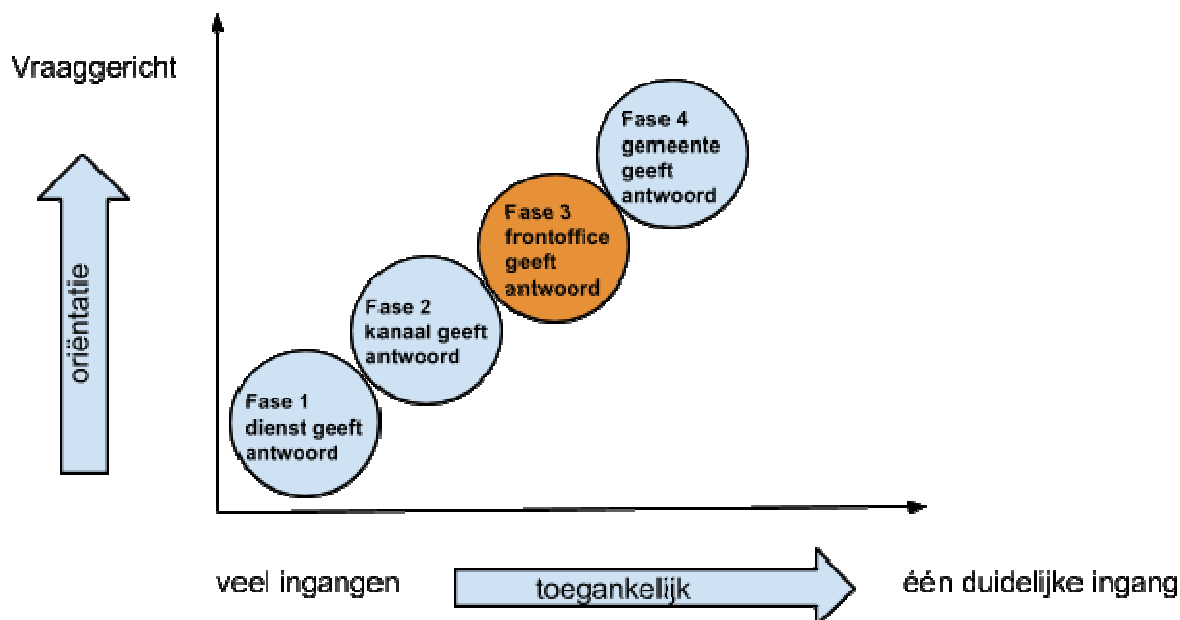 Vraaggericht
Fase 4
gemeente
geeft
antwoord
Fase 3
frontoffice
geeft
antwoord
Fase 2
kanaal geeft
antwoord
Fase 1
dienst geeft
antwoord
oriëntatie
veel ingangen
toegankelijk
één duidelijke ingang